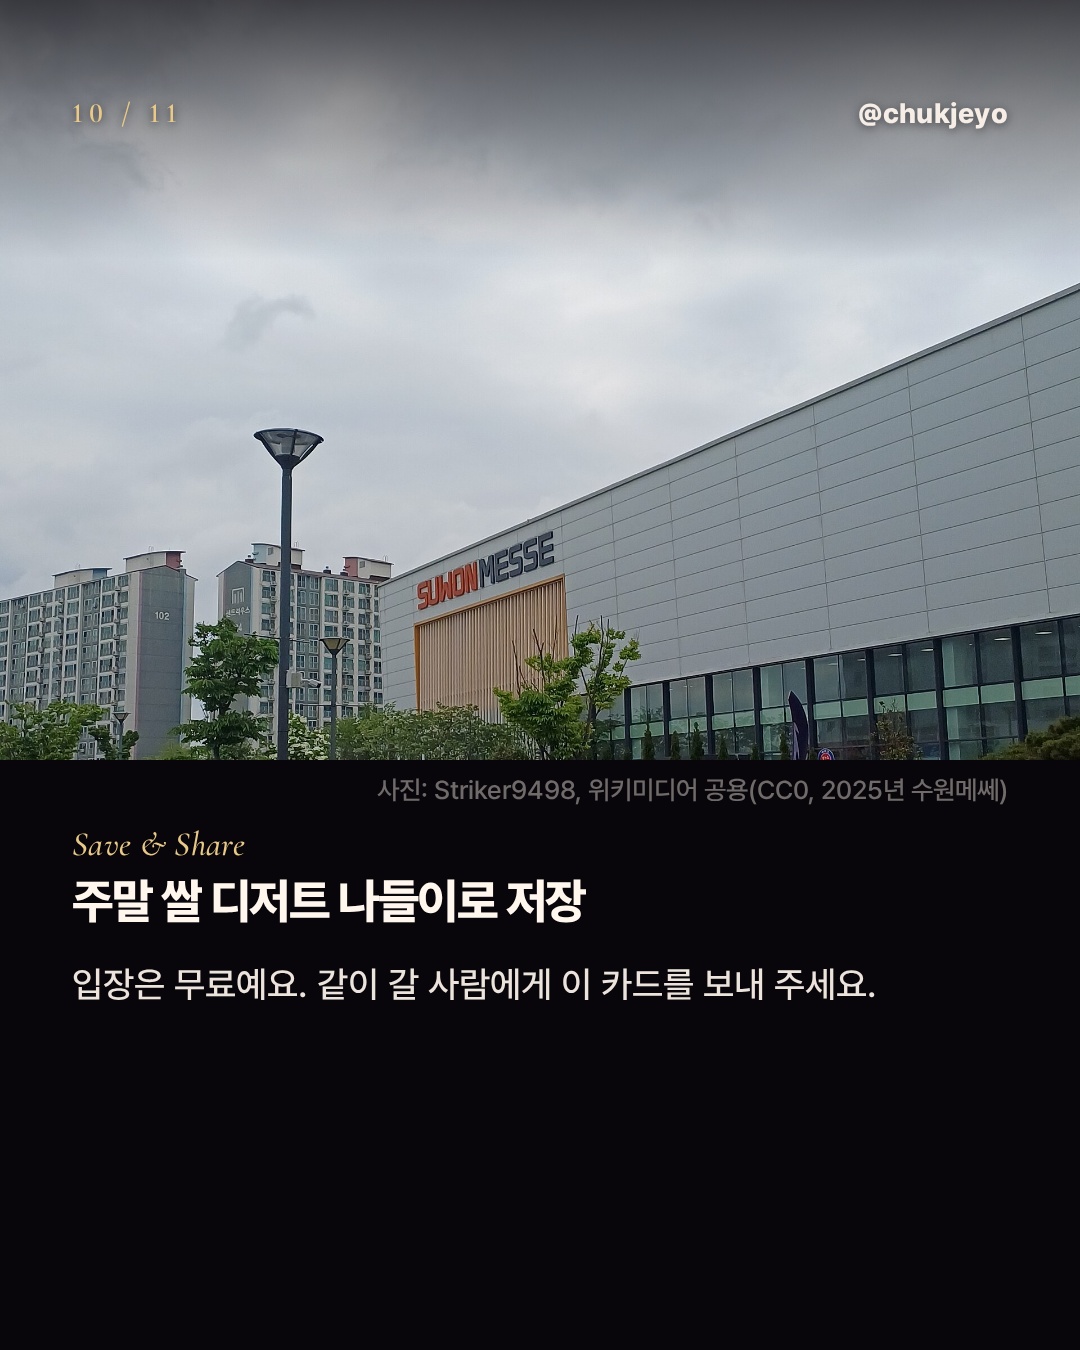 10 / 11
@chukjeyo
SUWONMESSE
102
사진: Striker9498, 위키미디어 공용(CC0, 2025년 수원메쎄)
Save & Share
주말 쌀 디저트 나들이로 저장
입장은 무료예요. 같이 갈 사람에게 이 카드를 보내 주세요.